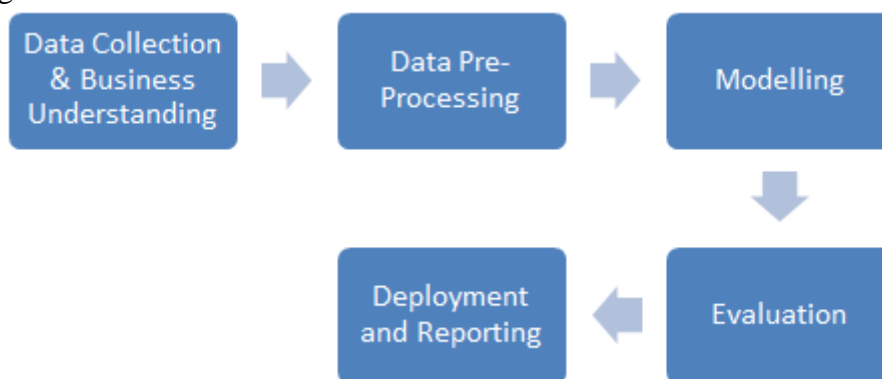 Data Collection
& Business
Understanding
Data Pre-
Processing
Modelling
Evaluation
Deployment
and Reporting